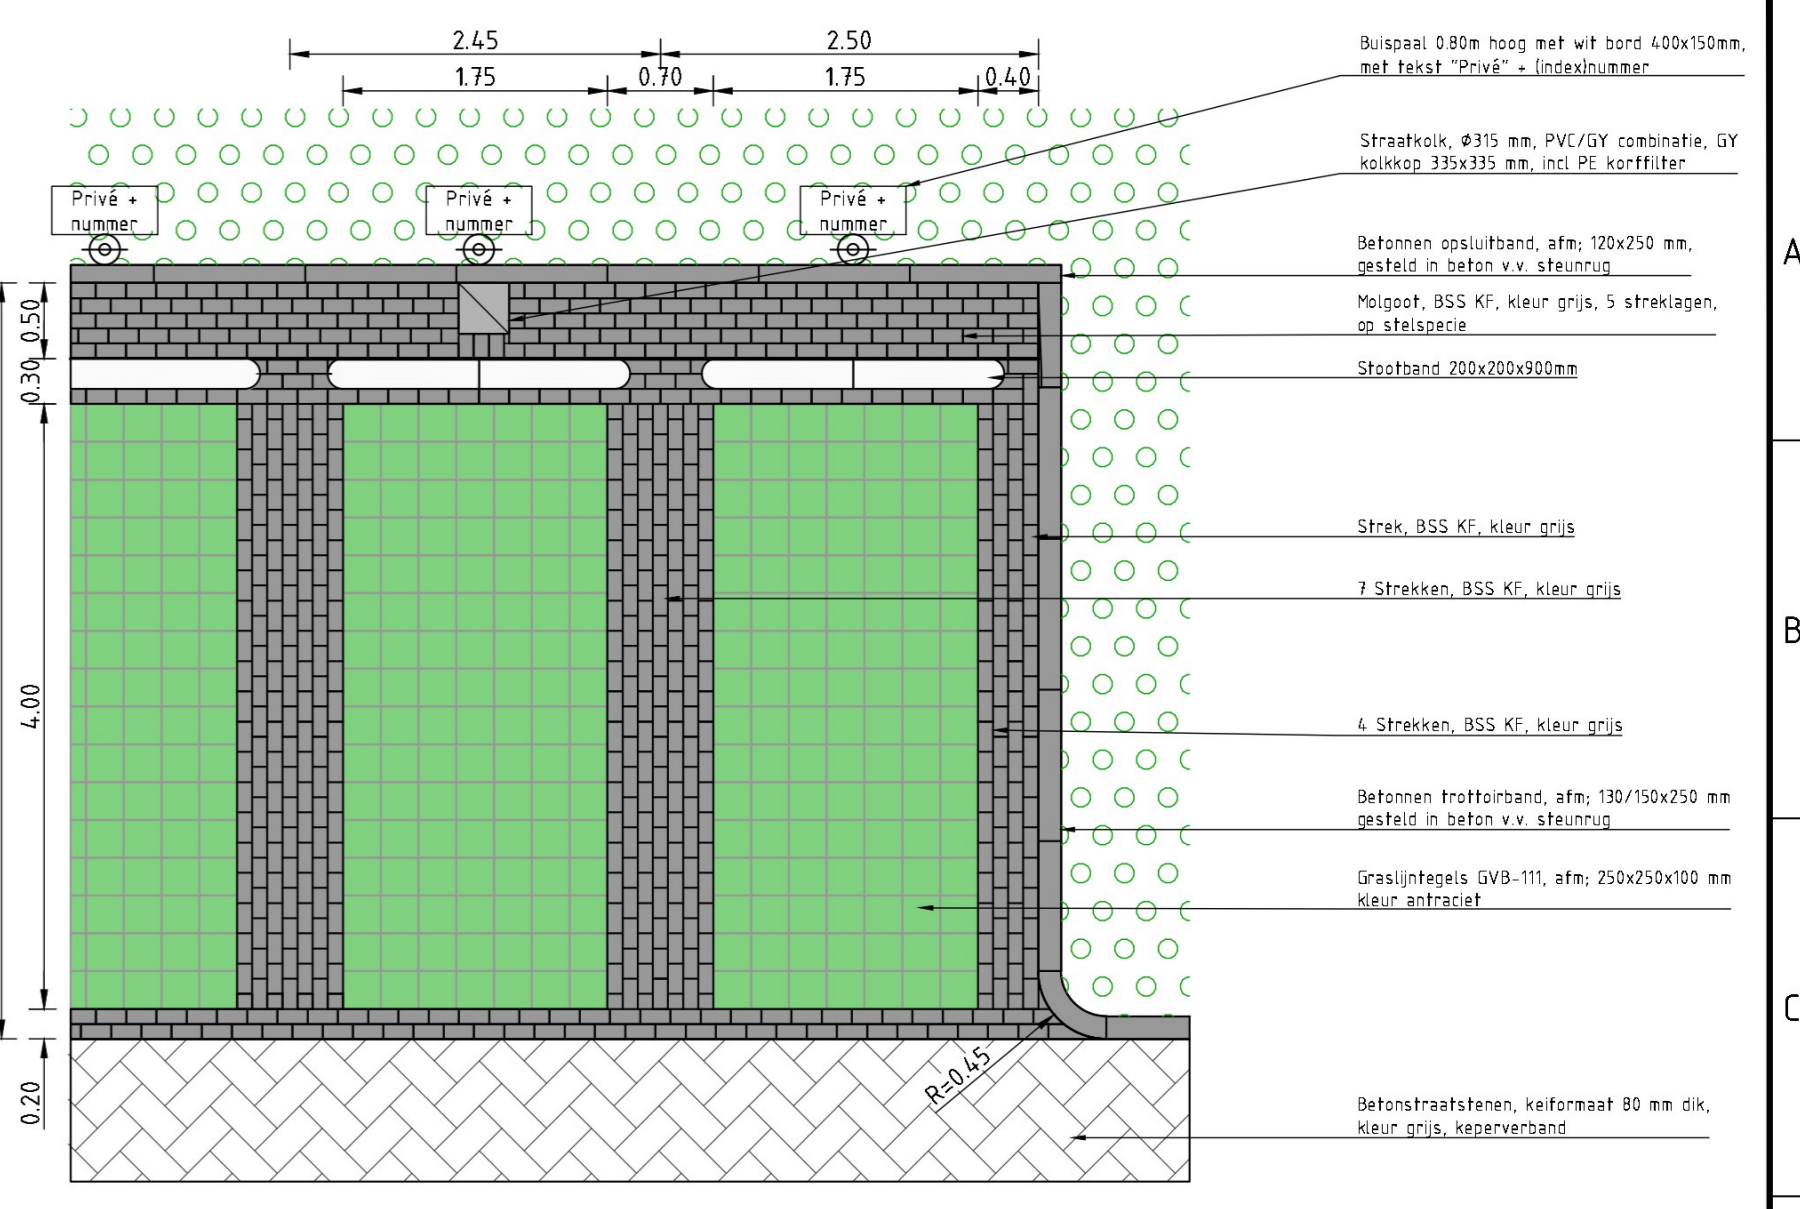 2.45
2.50
1.75
0.70
1.75
0.40
Buispaal 0.80m hoog met wit bord 400x150mm,
met tekst "Privé" + (index)nummer
Straatkolk, Ø315 mm, PVC/GY combinatie, GY
kolkkop 335x335 mm, incl PE korffilter
Privé +
nummer
Privé +
nummer
Privé +
nummer
Betonnen opsluitband, afm; 120x250 mm,
gesteld in beton v.v. steunrug
A
Molgoot, BSS KF, kleur grijs, 5 streklagen,
op stelspecie
0.50
Stootband 200x200x900mm
0.30
Strek, BSS KF, kleur grijs
7 Strekken, BSS KF, kleur grijs
B
4.00
4 Strekken, BSS KF, kleur grijs
Betonnen trottoirband, afm; 130/150x250 mm
gesteld in beton v.v. steunrug
Graslijntegels GVB-111, afm; 250x250x100 mm
kleur antraciet
C
R=0.45
0.20
Betonstraatstenen, keiformaat 80 mm dik,
kleur grijs, keperverband